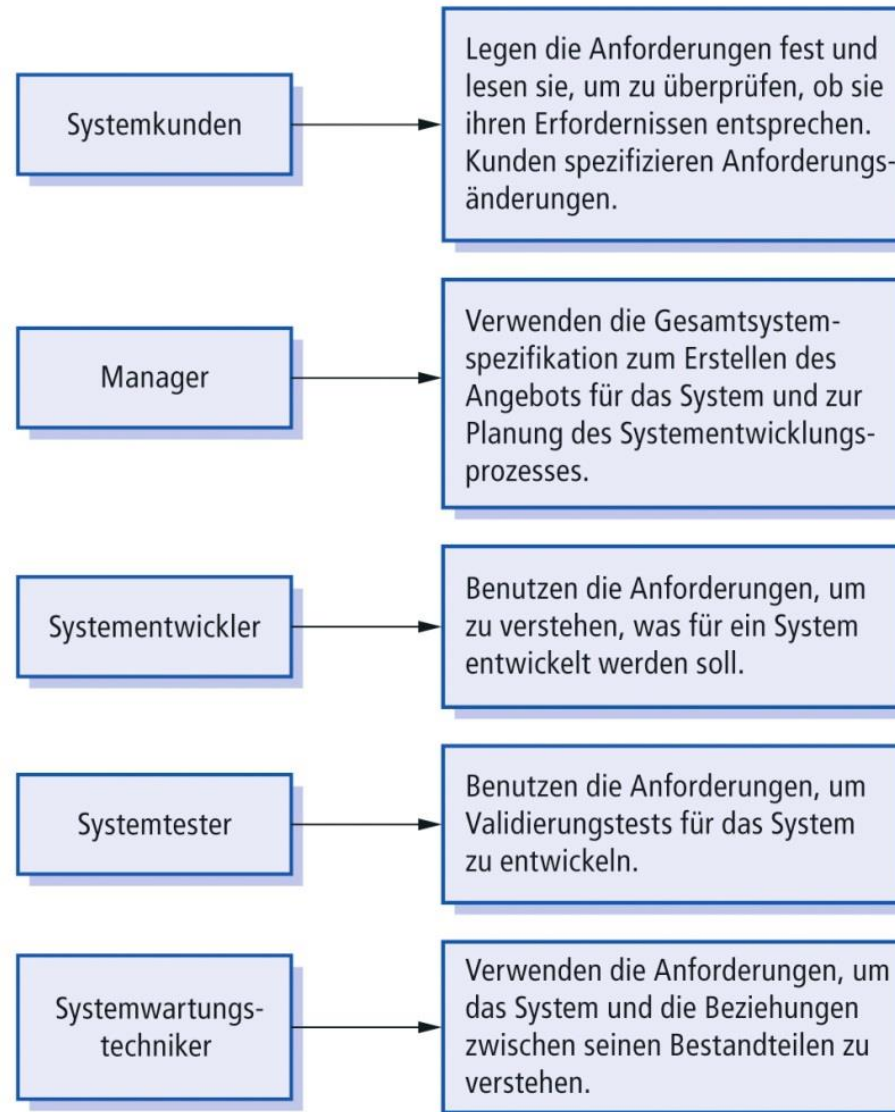 Systemkunden
Legen die Anforderungen fest und
lesen sie, um zu überprüfen, ob sie
ihren Erfordernissen entsprechen.
Kunden spezifizieren Anforderungs-
änderungen.
Manager
Verwenden die Gesamtsystem-
spezifikation zum Erstellen des
Angebots für das System und zur
Planung des Systementwicklungs-
prozesses.
Systementwickler
Benutzen die Anforderungen, um
zu verstehen, was für ein System
entwickelt werden soll.
Systemtester
Benutzen die Anforderungen, um
Validierungstests für das System
zu entwickeln.
Systemwartungs-
techniker
Verwenden die Anforderungen, um
das System und die Beziehungen
zwischen seinen Bestandteilen zu
verstehen.